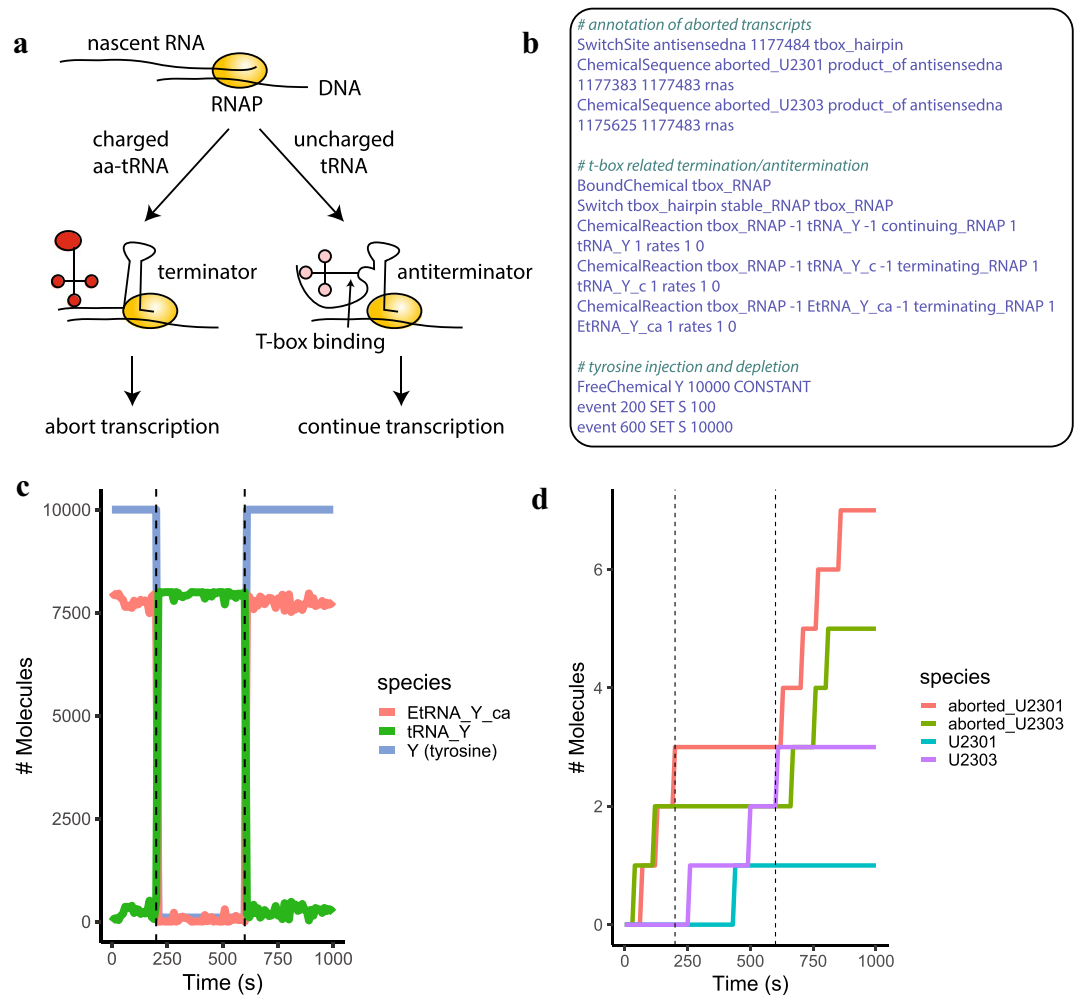 a
nascent RNA
DNA
RNAP
charged
aa-tRNA
uncharged
tRNA
terminator
antiterminator
T-box binding
abort transcription
continue transcription
b
# annotation of aborted transcripts
SwitchSite antisensedna 1177484 tbox_hairpin
ChemicalSequence aborted_U2301 product_of antisensedna
1177383 1177483 rnas
ChemicalSequence aborted_U2303 product_of antisensedna
1175625 1177483 rnas
# t-box related termination/antitermination
BoundChemical tbox_RNAP
Switch tbox_hairpin stable_RNAP tbox_RNAP
ChemicalReaction tbox_RNAP -1 tRNA_Y -1 continuing_RNAP 1
tRNA_Y 1 rates 1 0
ChemicalReaction tbox_RNAP -1 tRNA_Y_c -1 terminating_RNAP 1
tRNA_Y_c 1 rates 1 0
ChemicalReaction tbox_RNAP -1 EtRNA_Y_ca -1 terminating_RNAP 1
EtRNA_Y_ca 1 rates 1 0
# tyrosine injection and depletion
FreeChemical Y 10000 CONSTANT
event 200 SET S 100
event 600 SET S 10000
c
10000
7500
5000
2500
0
# Molecules
0 250 500 750 1000
Time (s)
species
EtRNA_Y_ca
tRNA_Y
Y (tyrosine)
d
6
4
2
0
# Molecules
0 250 500 750 1000
Time (s)
species
aborted_U2301
aborted_U2303
U2301
U2303